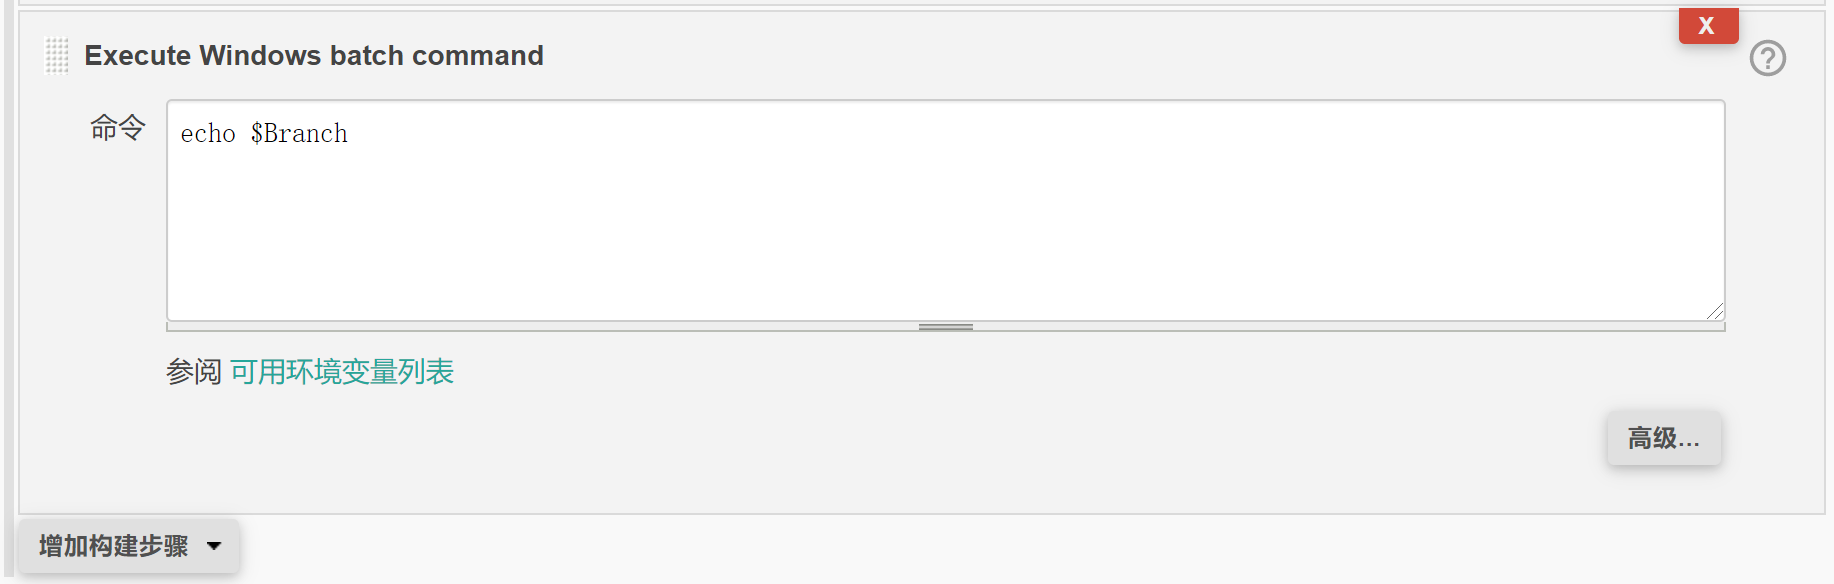 X
Execute Windows batch command
命令
echo $Branch
参阅 可用环境变量列表
高级...
增加构建步骤